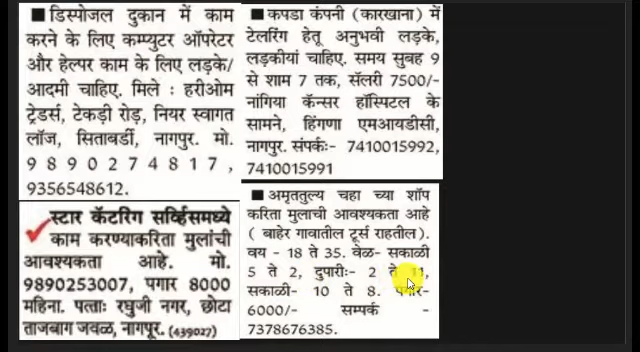 ■ डिस्पोजल दुकान में काम
करने के लिए कम्प्युटर ऑपरेटर
और हेल्पर काम के लिए लड़के/
आदमी चाहिए. मिले : हरीओम
ट्रेडर्स, टेकड़ी रोड़, नियर स्वागत
लॉज, सिताबर्डी, नागपुर. मो.
9890274817,
9356548612.
स्टार कॅटरिंग सर्व्हिसमध्ये
काम करण्याकरिता मुलांची
आवश्यकता आहे. मो.
9890253007, पगार 8000
महिना. पत्ताः रघुजी नगर, छोटा
ताजबाग जवळ, नागपूर. (439027)
■ कपडा कंपनी (कारखाना) में
टेलरिंग हेतू अनुभवी लड़के,
लड़कीयां चाहिए. समय सुबह 9
से शाम 7 तक, सॅलरी 7500/-
नांगिया कॅन्सर हॉस्पिटल के
सामने, हिंगणा एमआयडीसी,
नागपुर. संपर्कः- 7410015992,
7410015991
■ अमृततुल्य चहा च्या शॉप
करिता मुलाची आवश्यकता आहे
( बाहेर गावातील टूर्स राहतील).
वय - 18 ते 35. वेळ- सकाळी
5 ते 2, दुपारीः- 2 ते 11,
सकाळी- 10 ते 8. पगार-
6000/- सम्पर्क -
7378676385.